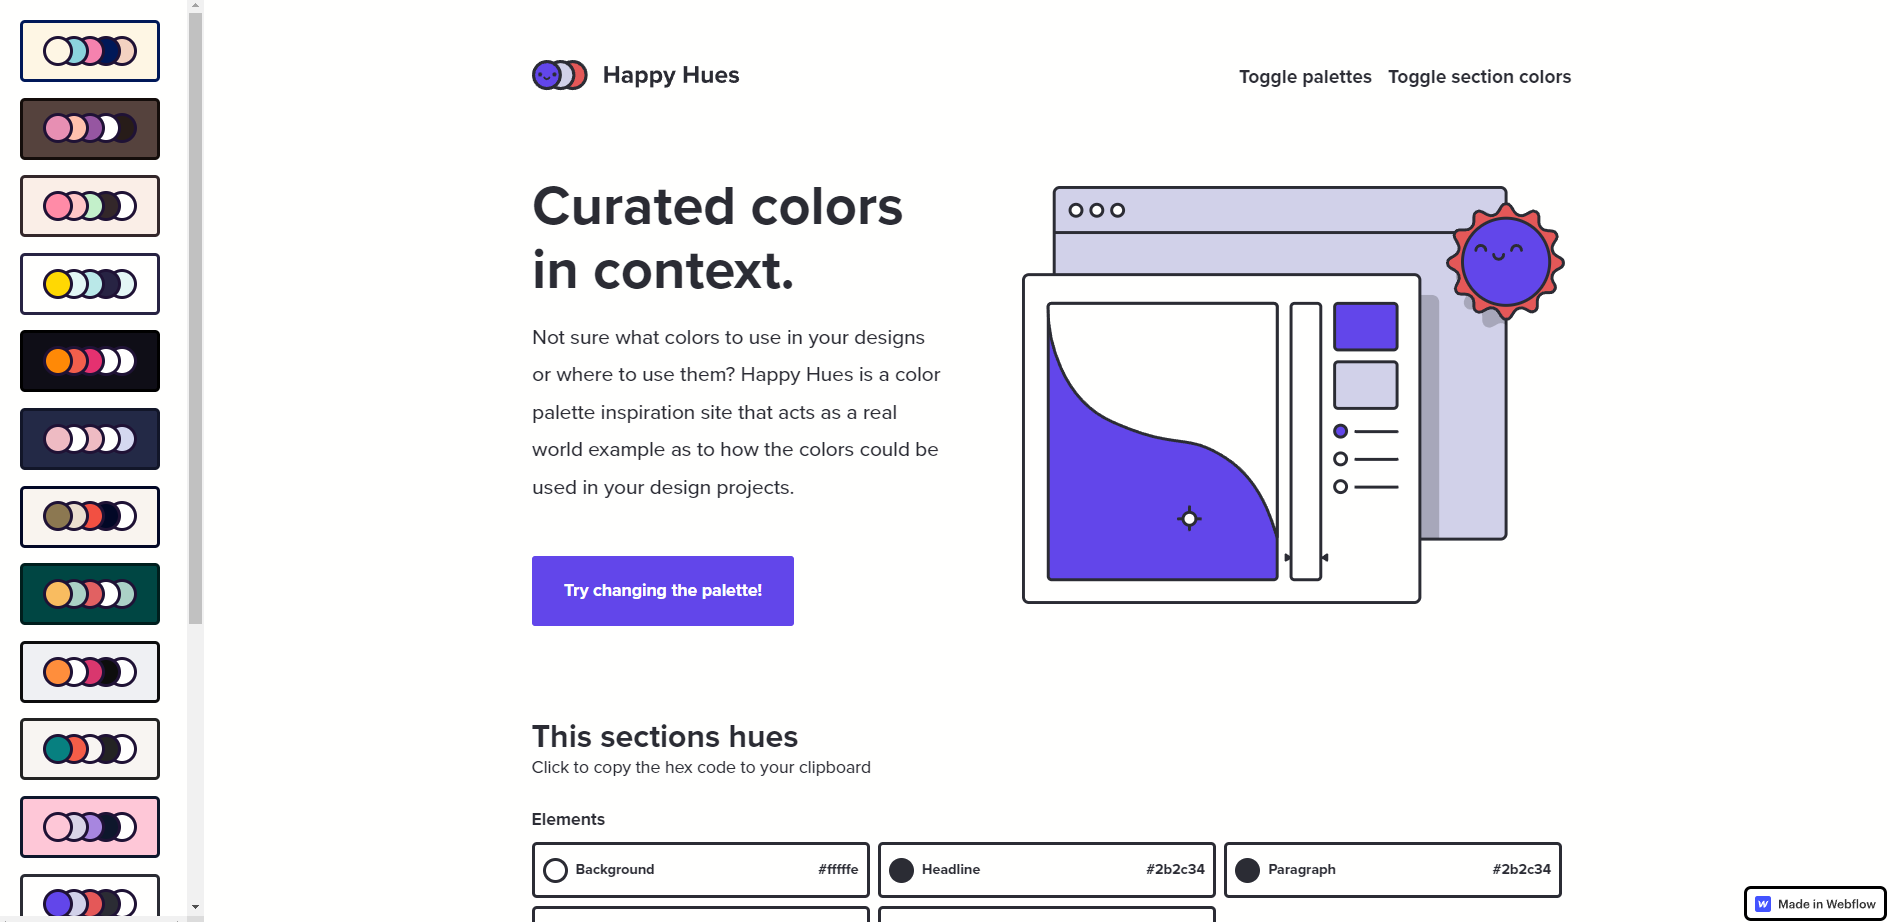 Happy Hues
Toggle palettes Toggle section colors
Curated colors
in context.
Not sure what colors to use in your designs
or where to use them? Happy Hues is a color
palette inspiration site that acts as a real
world example as to how the colors could be
used in your design projects.
Try changing the palette!
This sections hues
Click to copy the hex code to your clipboard
Elements
Background #fffffe
Headline #2b2c34
Paragraph #2b2c34
Made in Webflow